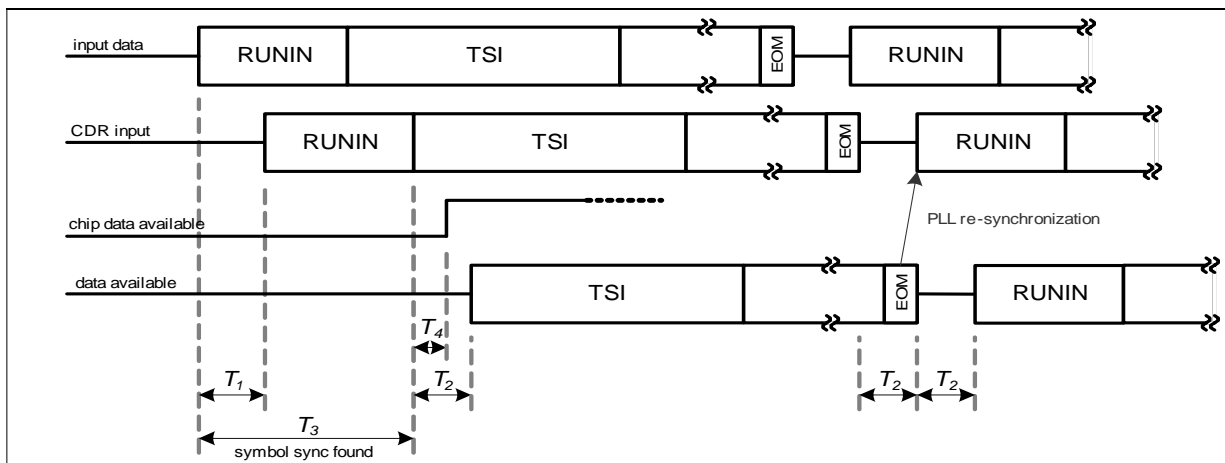 input data
RUNIN
TSI
EOM
RUNIN
CDR input
RUNIN
TSI
EOM
RUNIN
chip data available
PLL re-synchronization
data available
TSI
EOM
RUNIN
T4
T1
T2
T2
T2
T3
symbol sync found